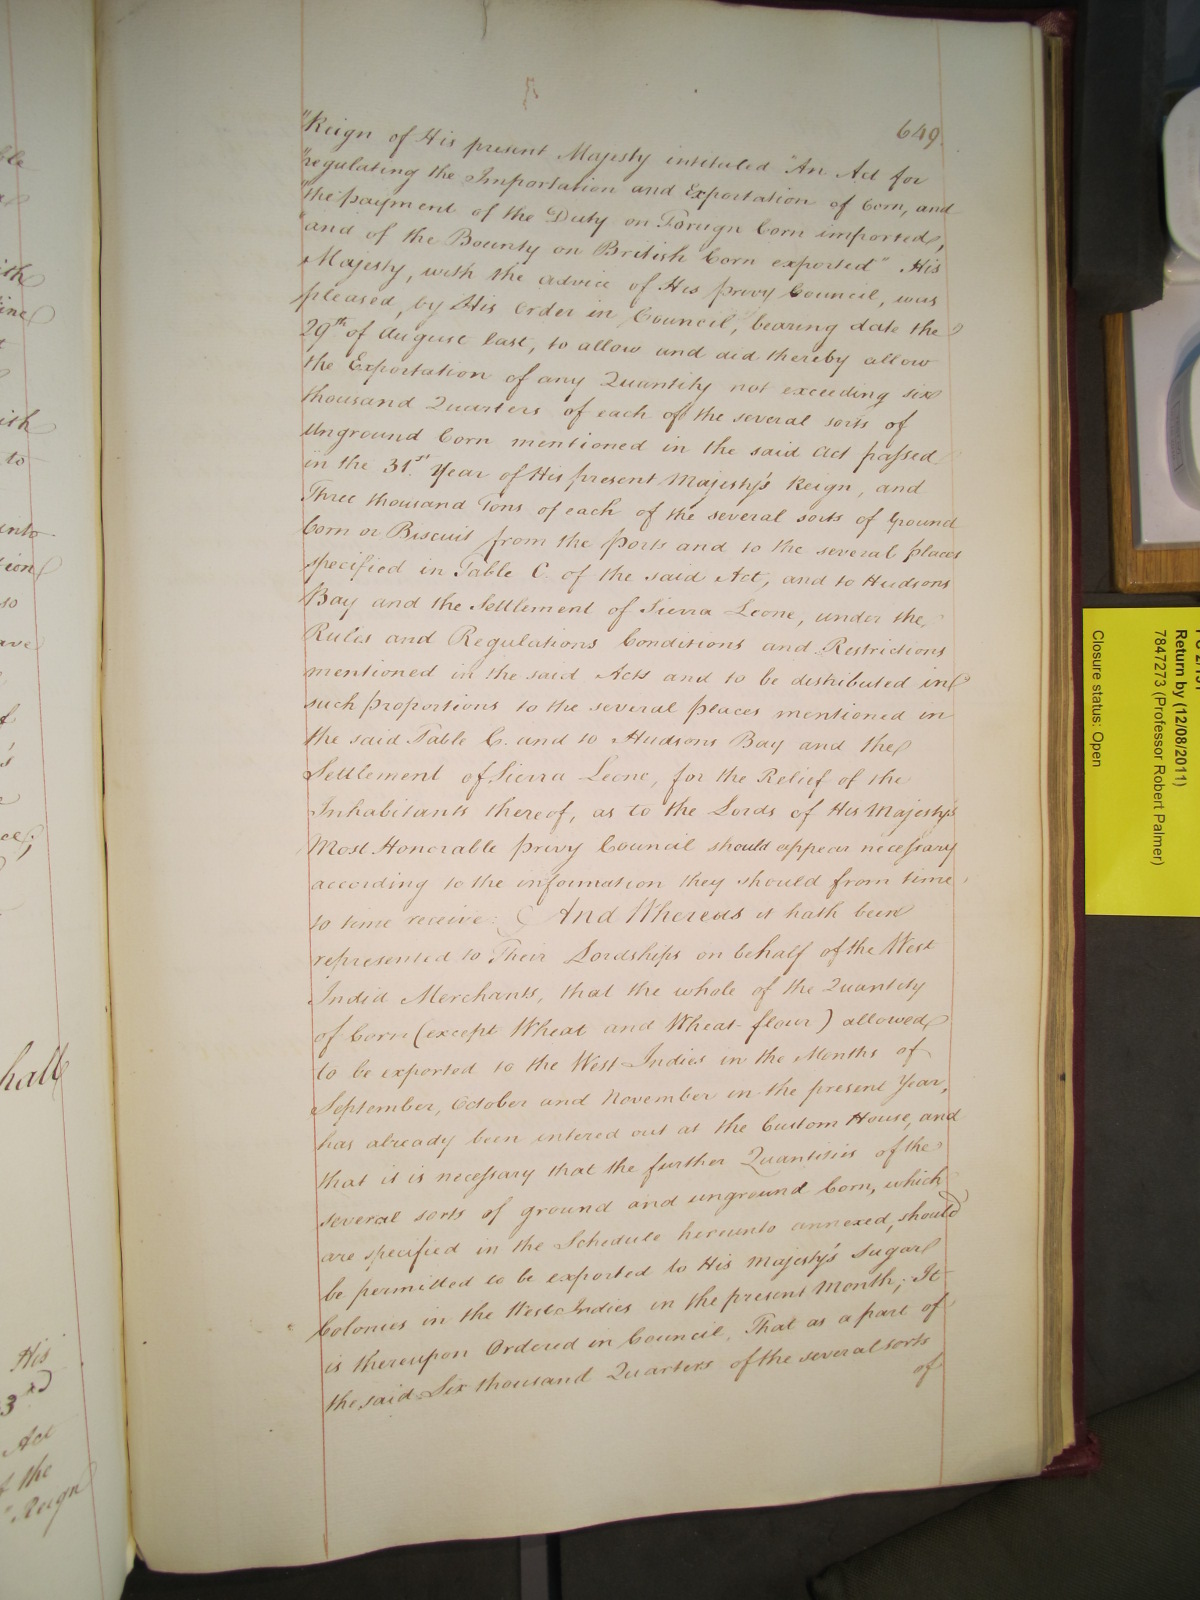 649.
"Reign of His present Majesty intituled "An Act for
"regulating the Importation and Exportation of Corn, and
"the payment of the Duty on Foreign Corn imported,
"and of the Bounty on British Corn exported" His
Majesty, with the advice of His privy Council, was
pleased, by His Order in Council, bearing date the
29th of August last, to allow and did thereby allow
the Exportation of any Quantity not exceeding six
thousand Quarters of each of the several sorts of
Unground Corn mentioned in the said Act passed
in the 31st Year of His present Majesty's Reign, and
Three thousand Tons of each of the several sorts of Ground
Corn or Biscuit from the Ports and to the several places
specified in Table C. of the said Act, and to Hudsons
Bay and the Settlement of Sierra Leone, under the
Rules and Regulations Conditions and Restrictions
mentioned in the said Acts and to be distributed in
such proportions to the several places mentioned in
the said Table C. and to Hudsons Bay and the
Settlement of Sierra Leone, for the Relief of the
Inhabitants thereof, as to the Lords of His Majesty's
Most Honorable privy Council should appear necessary
according to the information they should from time
to time receive: And Whereas it hath been
represented to Their Lordships on behalf of the West
India Merchants, that the whole of the Quantity
of Corn (except Wheat and Wheat-flour) allowed
to be exported to the West-Indies in the Months of
September, October and November in the present Year,
has already been entered out at the Custom House, and
that it is necessary that the further Quantities of the
several sorts of ground and unground Corn, which
are specified in the Schedule hereunto annexed, should
be permitted to be exported to His Majesty's Sugar
Colonies in the West Indies in the present Month; It
is thereupon Ordered in Council, That as a part of
the said Six thousand Quarters of the several sorts
of
ith
ine
ith
to
into
tion
so
ave
of
hall
His
3rd
Act
the
"Reign
Return by (12/08/2011)
7847273 (Professor Robert Palmer)
Closure status: Open